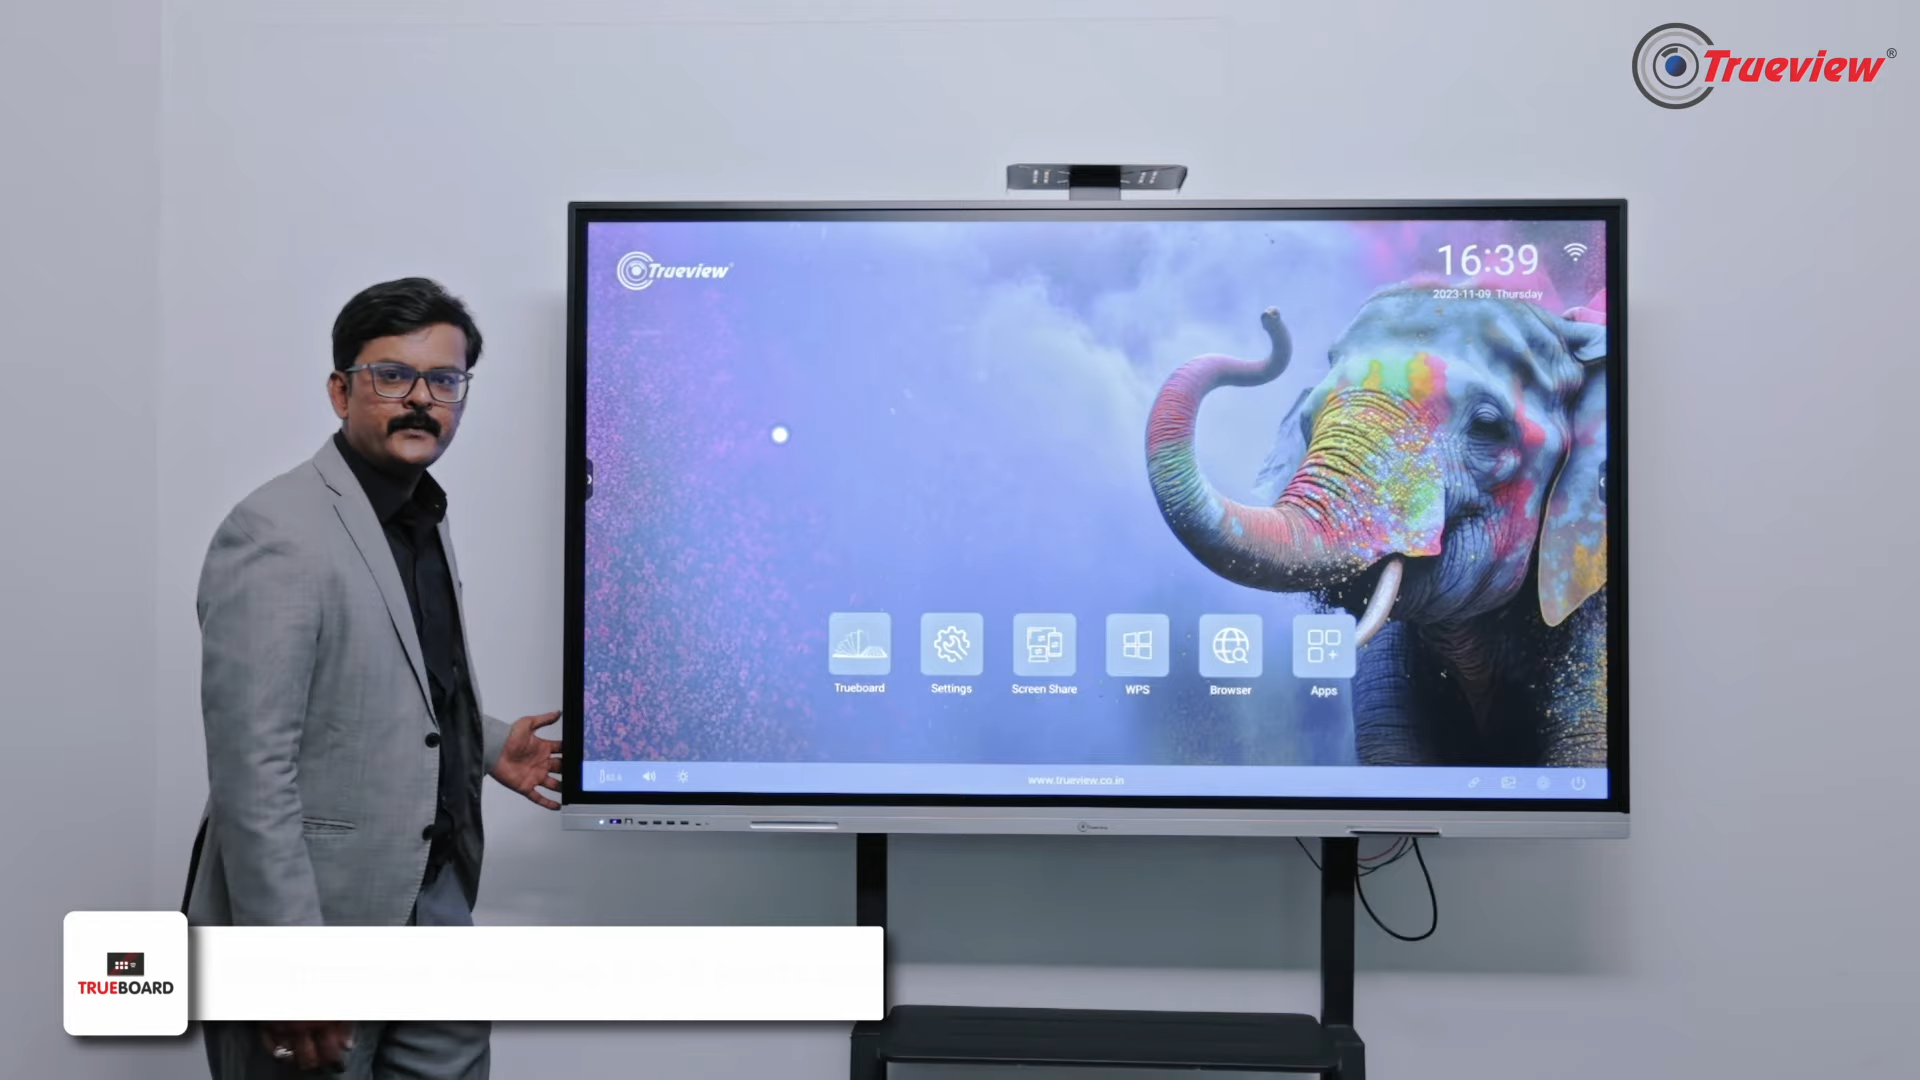 Trueview®
Trueview
16:39
2023-11-09 Thursday
Trueboard
Settings
Screen Share
WPS
Browser
Apps
www.trueview.co.in
TRUEBOARD